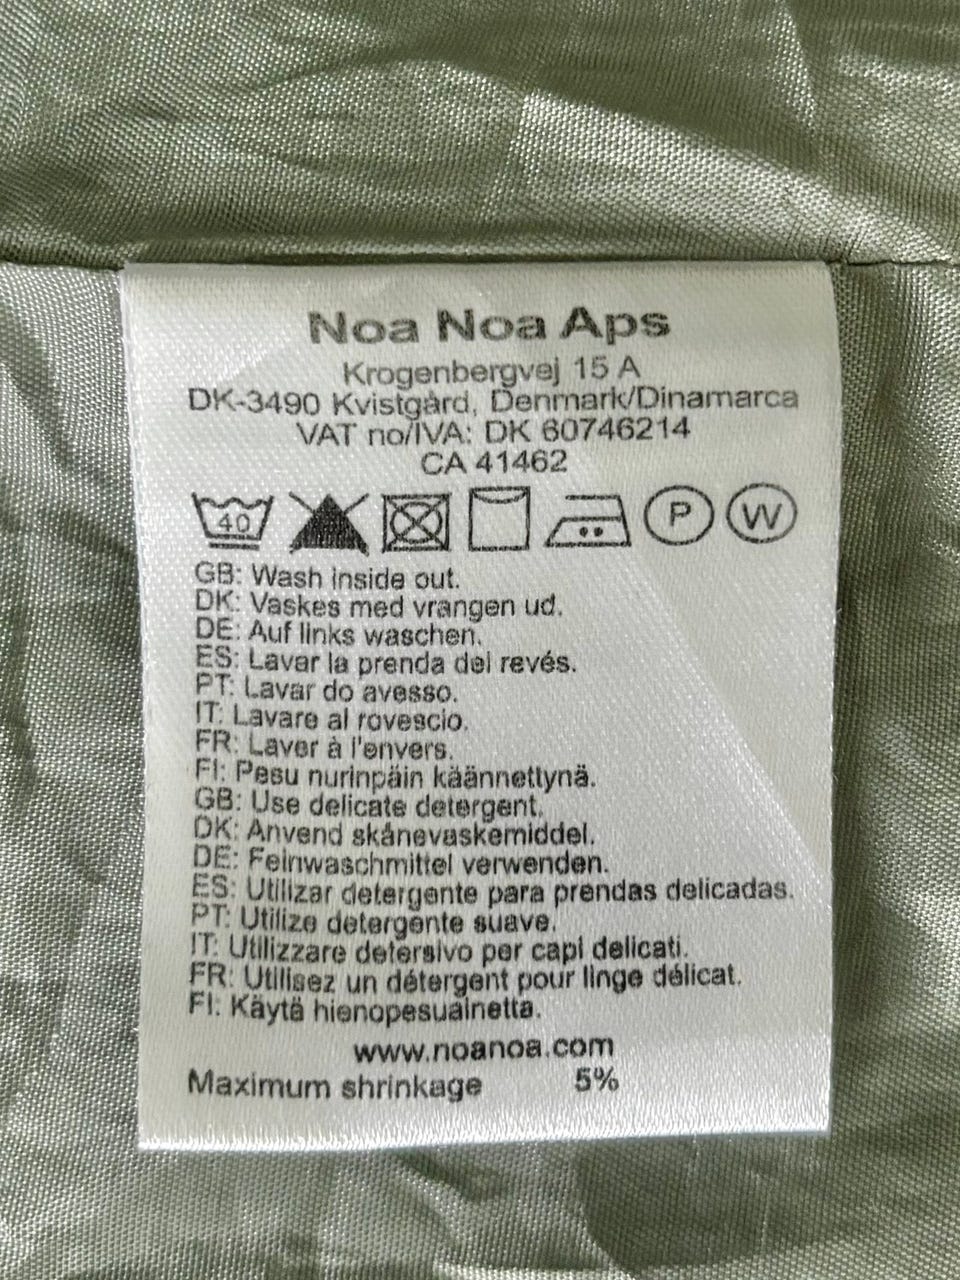 Noa Noa Aps
Krogenbergvej 15 A
DK-3490 Kvistgård, Denmark/Dinamarca
VAT no/IVA: DK 60746214
CA 41462
40 P W
GB: Wash inside out.
DK: Vaskes med vrangen ud.
DE: Auf links waschen.
ES: Lavar la prenda del revés.
PT: Lavar do avesso.
IT: Lavare al rovescio.
FR: Laver à l'envers.
FI: Pesu nurinpäin käännettynä.
GB: Use delicate detergent.
DK: Anvend skånevaskemiddel.
DE: Feinwaschmittel verwenden.
ES: Utilizar detergente para prendas delicadas.
PT: Utilize detergente suave.
IT: Utilizzare detersivo per capi delicati.
FR: Utilisez un détergent pour linge délicat.
FI: Käytä hienopesuainetta.
www.noanoa.com
Maximum shrinkage 5%